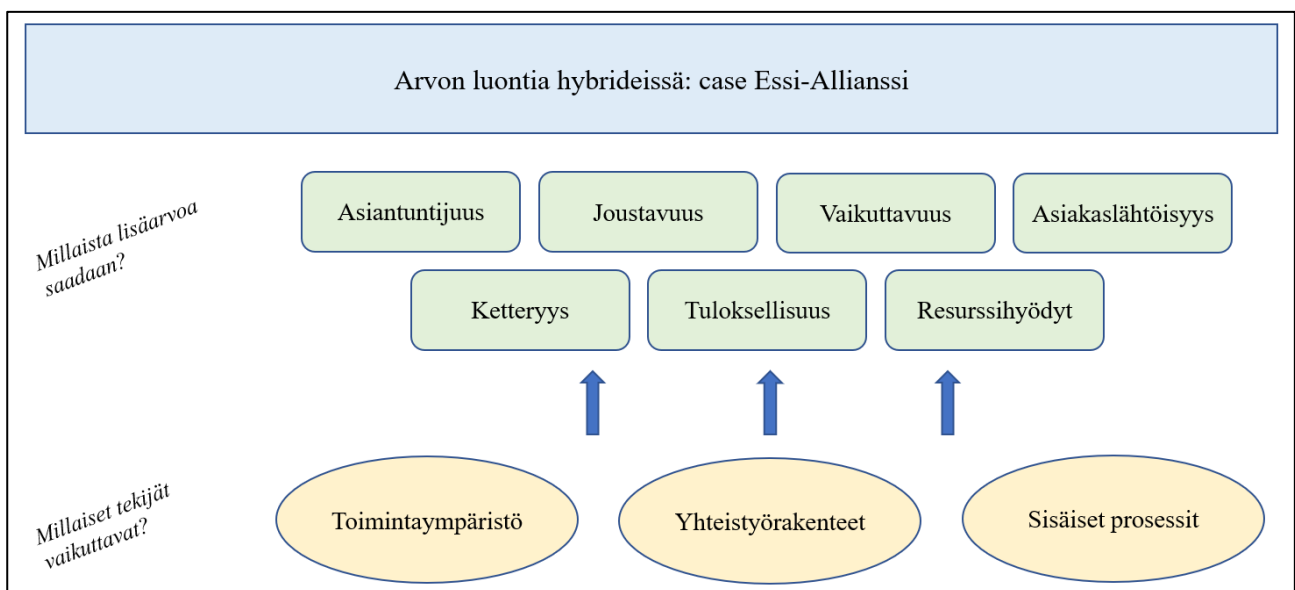 Arvon luontia hybrideissä: case Essi-Allianssi
Millaista lisäarvoa
saadaan?
Asiantuntijuus
Joustavuus
Vaikuttavuus
Asiakaslähtöisyys
Ketteryys
Tuloksellisuus
Resurssihyödyt
Millaiset tekijät
vaikuttavat?
Toimintaympäristö
Yhteistyörakenteet
Sisäiset prosessit